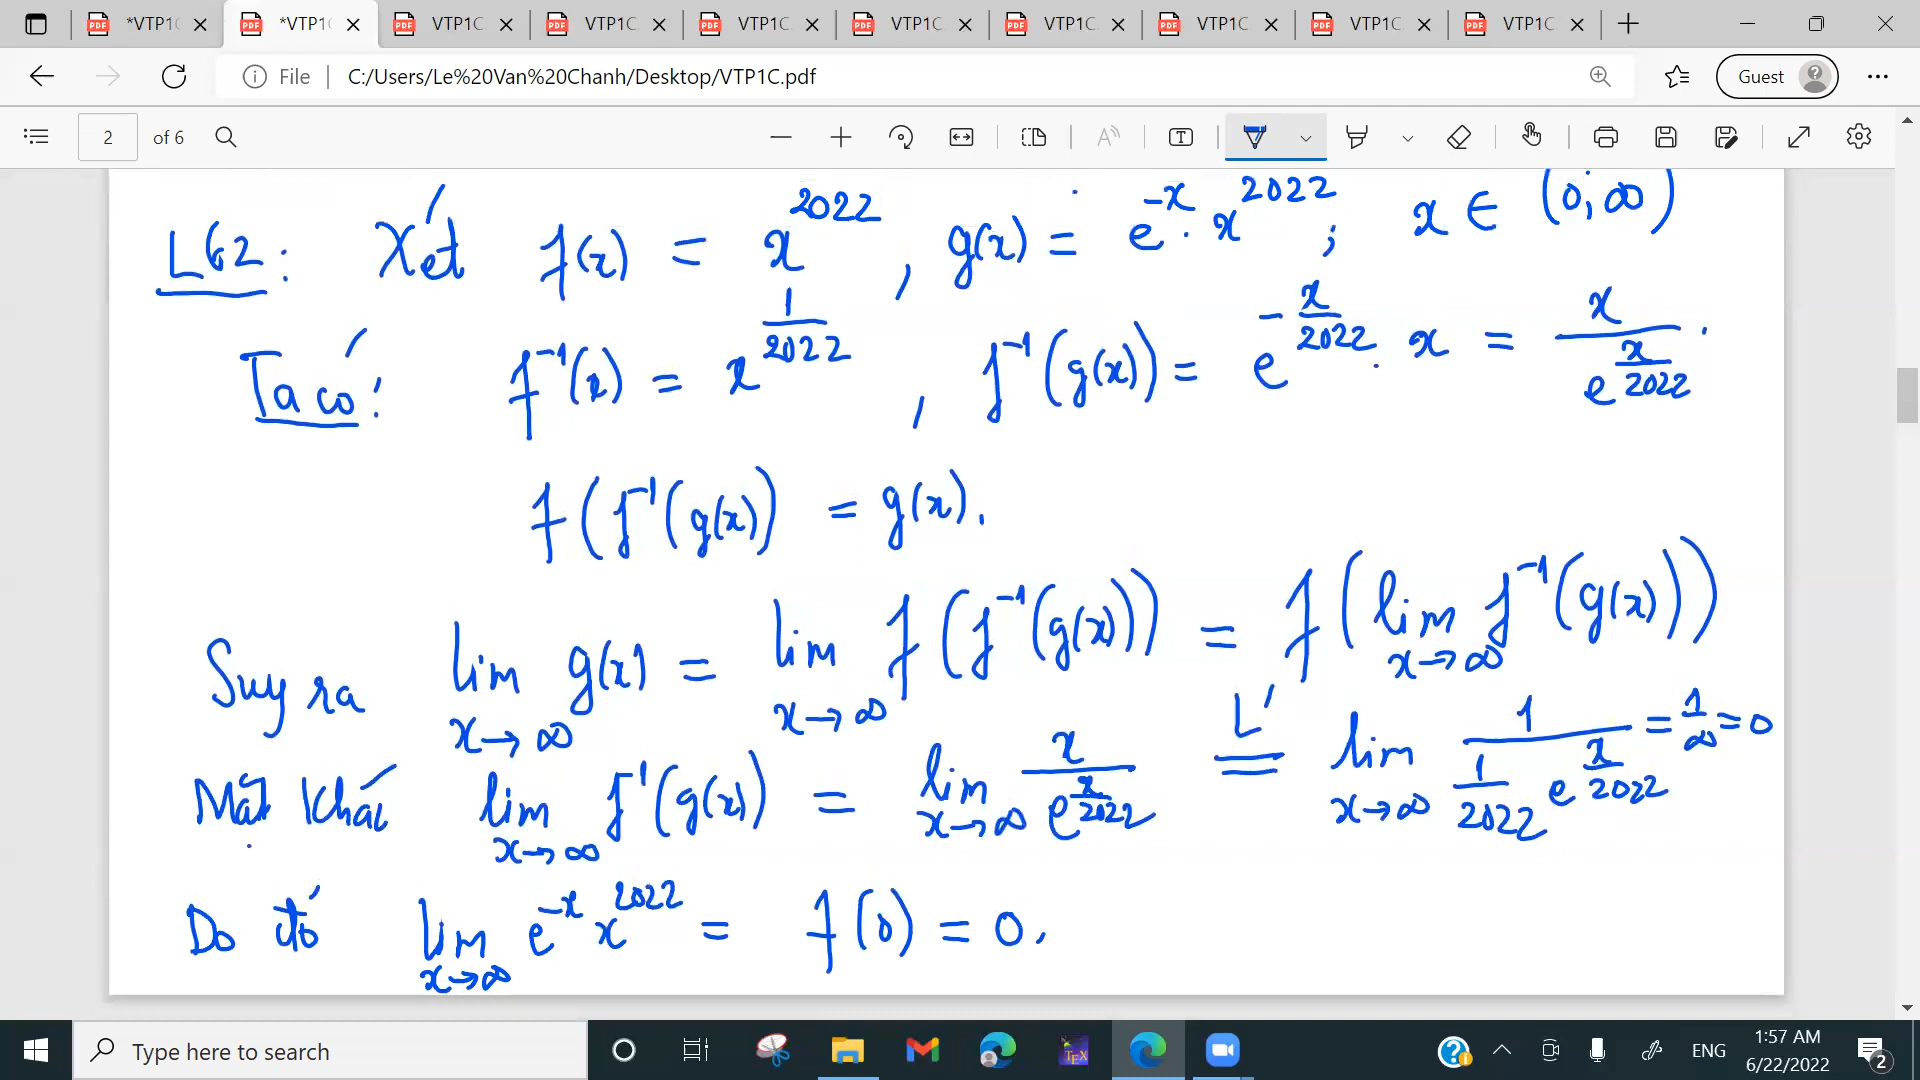 *VTP1C *VTP1C VTP1C VTP1C VTP1C VTP1C VTP1C VTP1C VTP1C VTP1C
File C:/Users/Le%20Van%20Chanh/Desktop/VTP1C.pdf Guest
2 of 6
LG2: Xét f(x) = x^2022, g(x) = e^-x . x^2022; x ∈ (0; ∞)
Ta có: f^-1(x) = x^(1/2022), f^-1(g(x)) = e^(-x/2022) . x = x / e^(x/2022).
f(f^-1(g(x)) = g(x).
Suy ra lim x→∞ g(x) = lim x→∞ f(f^-1(g(x))) = f(lim x→∞ f^-1(g(x)))
Mặt khác lim x→∞ f^-1(g(x)) = lim x→∞ x / e^(x/2022) =L' lim x→∞ 1 / (1/2022 e^(x/2022)) = 1/∞ = 0
Do đó lim x→∞ e^-x x^2022 = f(0) = 0.
Type here to search
ENG 1:57 AM
6/22/2022 2